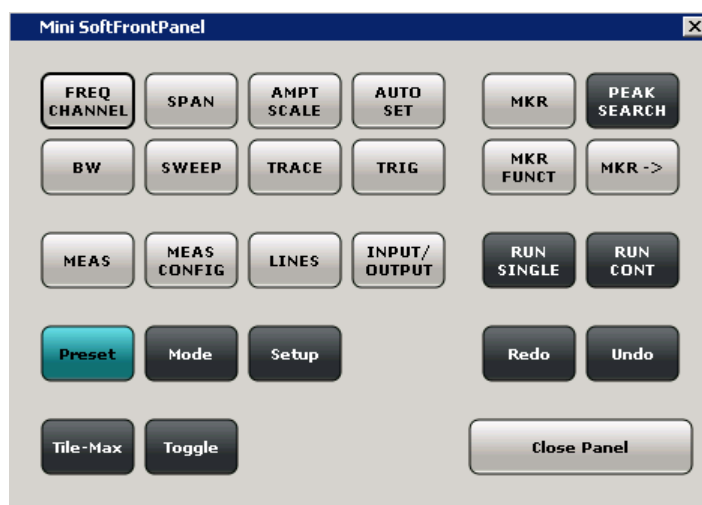 Mini SoftFrontPanel
FREQ
CHANNEL
SPAN
AMPT
SCALE
AUTO
SET
MKR
PEAK
SEARCH
BW
SWEEP
TRACE
TRIG
MKR
FUNCT
MKR ->
MEAS
MEAS
CONFIG
LINES
INPUT/
OUTPUT
RUN
SINGLE
RUN
CONT
Preset
Mode
Setup
Redo
Undo
Tile-Max
Toggle
Close Panel